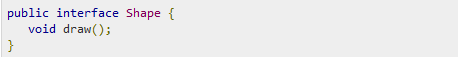 public interface Shape {
   void draw();
}